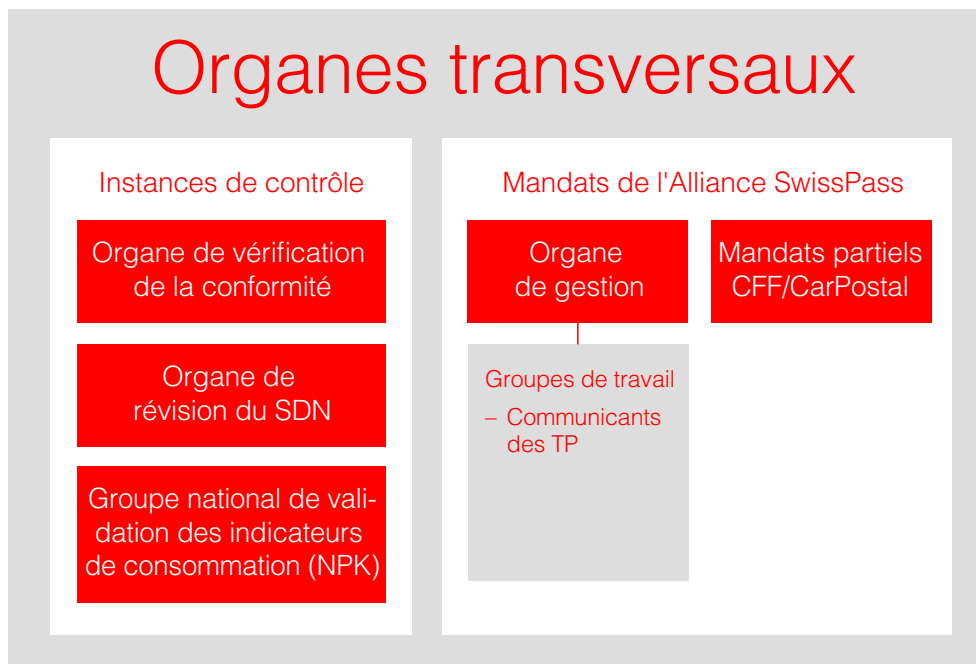 Organes transversaux
Instances de contrôle
Organe de vérification
de la conformité
Organe de
révision du SDN
Groupe national de vali-
dation des indicateurs
de consommation (NPK)
Mandats de l'Alliance SwissPass
Organe
de gestion
Groupes de travail
– Communicants
des TP
Mandats partiels
CFF/CarPostal